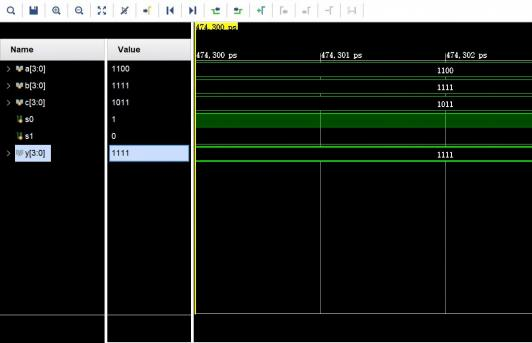 474,300 ps
Name Value
474,300 ps 474,301 ps 474,302 ps
a[3:0] 1100 1100
b[3:0] 1111 1111
c[3:0] 1011 1011
s0 1
s1 0
y[3:0] 1111 1111